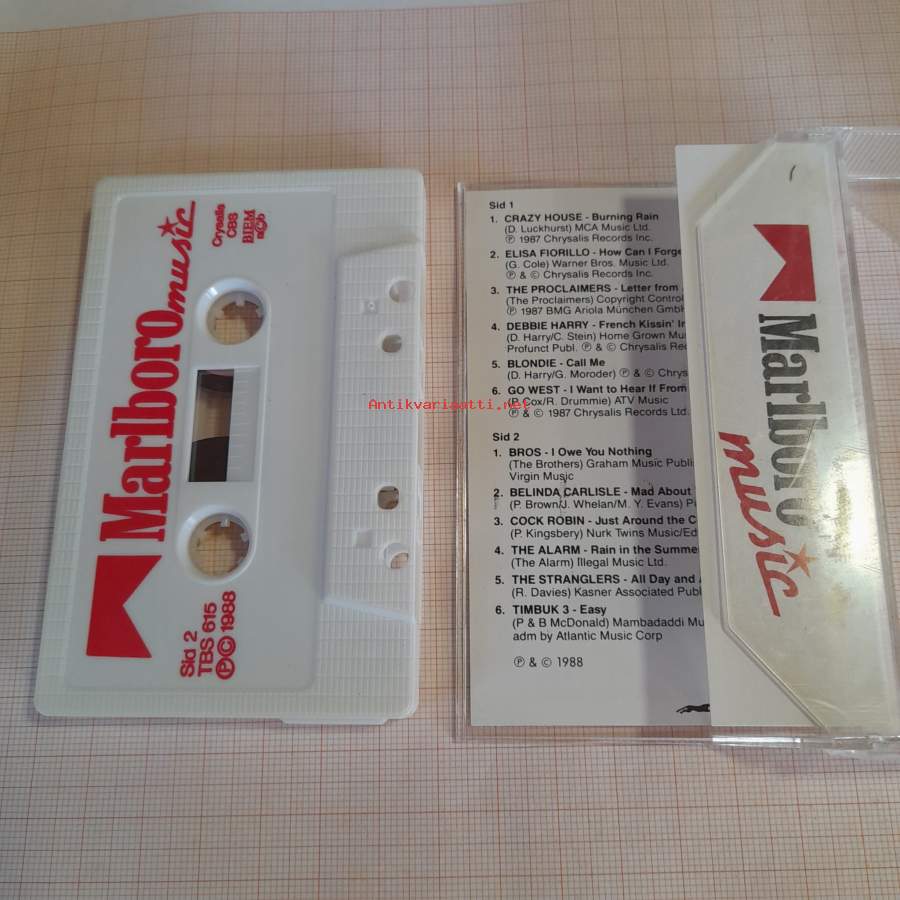 Marlboro
music
Crysalis
CBS
BIEM
ncb
Sid 2
TBS 615
Ⓟ© 1988
Antikvariaatti.net
Sid 1
1. CRAZY HOUSE - Burning Rain
(D. Luckhurst) MCA Music Ltd.
Ⓟ 1987 Chrysalis Records Inc.
2. ELISA FIORILLO - How Can I Forge
(G. Cole) Warner Bros. Music Ltd.
Ⓟ & © Chrysalis Records Inc.
3. THE PROCLAIMERS - Letter from
(The Proclaimers) Copyright Control
Ⓟ 1987 BMG Ariola München GmbH
4. DEBBIE HARRY - French Kissin' In
(D. Harry/C. Stein) Home Grown Mus
Profunct Publ. Ⓟ & © Chrysalis Rec
5. BLONDIE - Call Me
(D. Harry/G. Moroder) Ⓟ & © Chrys
6. GO WEST - I Want to Hear If From
(P. Cox/R. Drummie) ATV Music
Ⓟ & © 1987 Chrysalis Records Ltd.
Sid 2
1. BROS - I Owe You Nothing
(The Brothers) Graham Music Publis
Virgin Music
2. BELINDA CARLISLE - Mad About
(P. Brown/J. Whelan/M. Y. Evans) P
3. COCK ROBIN - Just Around the C
(P. Kingsbery) Nurk Twins Music/Ed
4. THE ALARM - Rain in the Summe
(The Alarm) Illegal Music Ltd.
5. THE STRANGLERS - All Day and
(R. Davies) Kasner Associated Publ
6. TIMBUK 3 - Easy
(P & B McDonald) Mambadaddi Mu
adm by Atlantic Music Corp
Ⓟ & © 1988
Marlboro
music